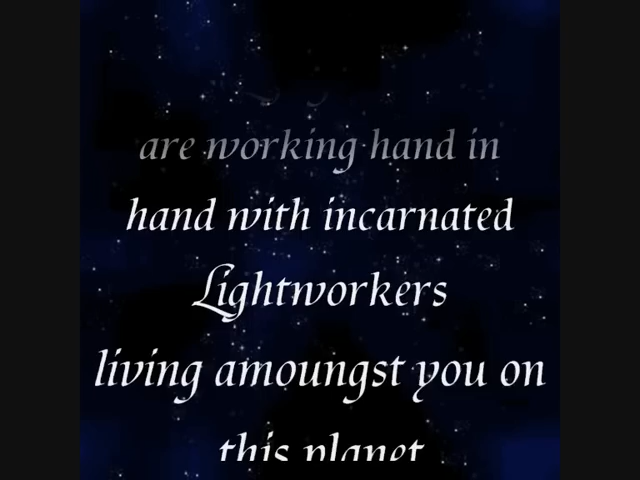 are working hand in
hand with incarnated
Lightworkers
living amoungst you on
this planet